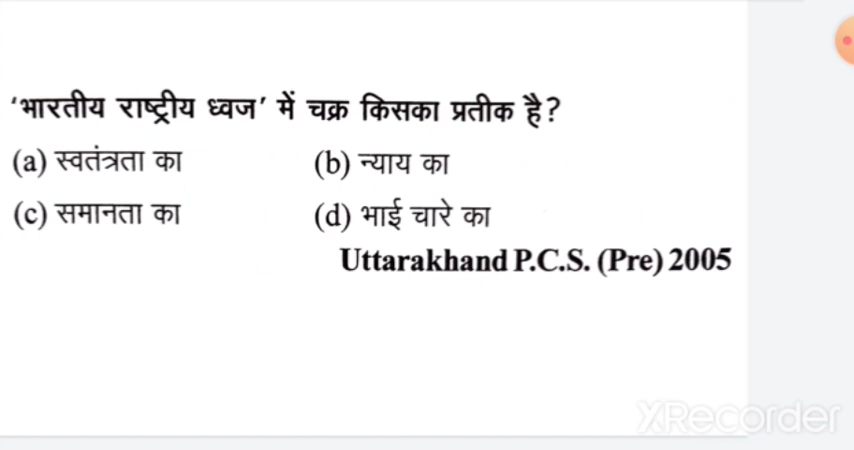 ‘भारतीय राष्ट्रीय ध्वज’ में चक्र किसका प्रतीक है?
(a) स्वतंत्रता का (b) न्याय का
(c) समानता का (d) भाई चारे का
Uttarakhand P.C.S. (Pre) 2005
XRecorder